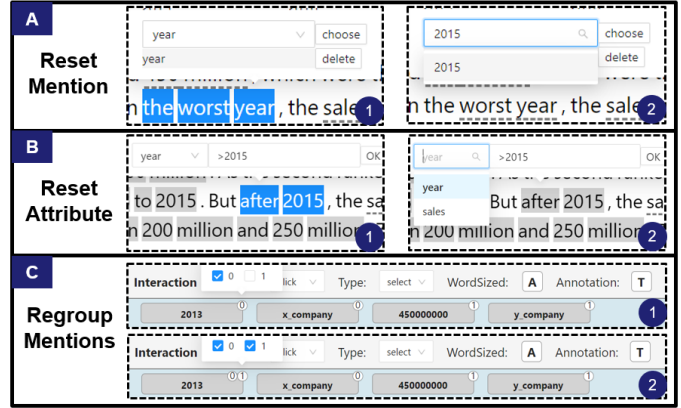 A
Reset
Mention
year
choose
year
delete
n the worst year , the sale
1
2015
choose
2015
delete
n the worst year , the sale
2
B
Reset
Attribute
year
>2015
OK
to 2015 . But after 2015 , the sa
n 200 million and 250 million
1
year
>2015
OK
year
sales
But after 2015 , the sa
n 200 million and 250 million
2
C
Regroup
Mentions
Interaction 0 1 lick Type: select WordSized: A Annotation: T
2013 0 x_company 0 450000000 1 y_company 1
1
Interaction 0 1 lick Type: select WordSized: A Annotation: T
2013 0 1 x_company 0 450000000 1 y_company 1
2